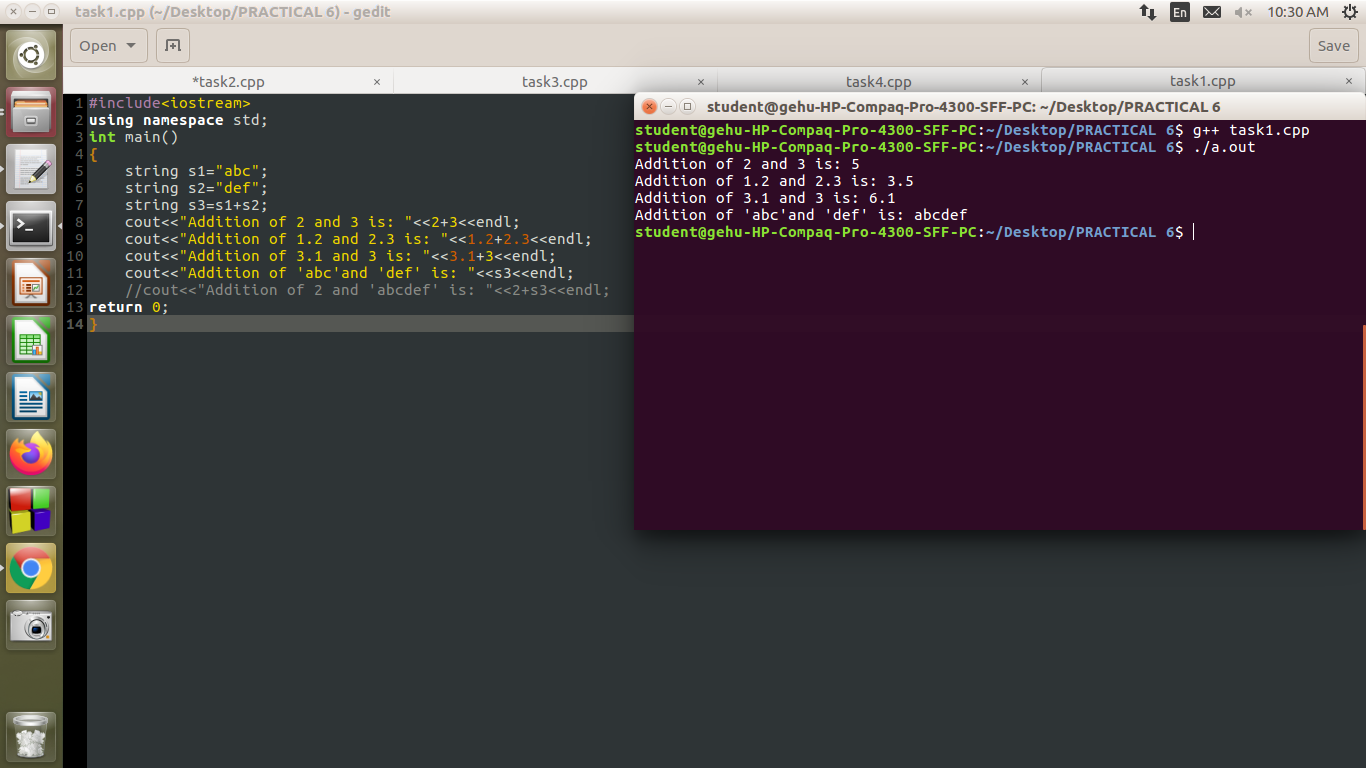 task1.cpp (~/Desktop/PRACTICAL 6) - gedit
En
10:30 AM
Open
Save
*task2.cpp ×
task3.cpp ×
task4.cpp ×
task1.cpp ×
1 #include<iostream>
2 using namespace std;
3 int main()
4 {
5 string s1="abc";
6 string s2="def";
7 string s3=s1+s2;
8 cout<<"Addition of 2 and 3 is: "<<2+3<<endl;
9 cout<<"Addition of 1.2 and 2.3 is: "<<1.2+2.3<<endl;
10 cout<<"Addition of 3.1 and 3 is: "<<3.1+3<<endl;
11 cout<<"Addition of 'abc'and 'def' is: "<<s3<<endl;
12 //cout<<"Addition of 2 and 'abcdef' is: "<<2+s3<<endl;
13 return 0;
14 }
student@gehu-HP-Compaq-Pro-4300-SFF-PC: ~/Desktop/PRACTICAL 6
student@gehu-HP-Compaq-Pro-4300-SFF-PC:~/Desktop/PRACTICAL 6$ g++ task1.cpp
student@gehu-HP-Compaq-Pro-4300-SFF-PC:~/Desktop/PRACTICAL 6$ ./a.out
Addition of 2 and 3 is: 5
Addition of 1.2 and 2.3 is: 3.5
Addition of 3.1 and 3 is: 6.1
Addition of 'abc'and 'def' is: abcdef
student@gehu-HP-Compaq-Pro-4300-SFF-PC:~/Desktop/PRACTICAL 6$